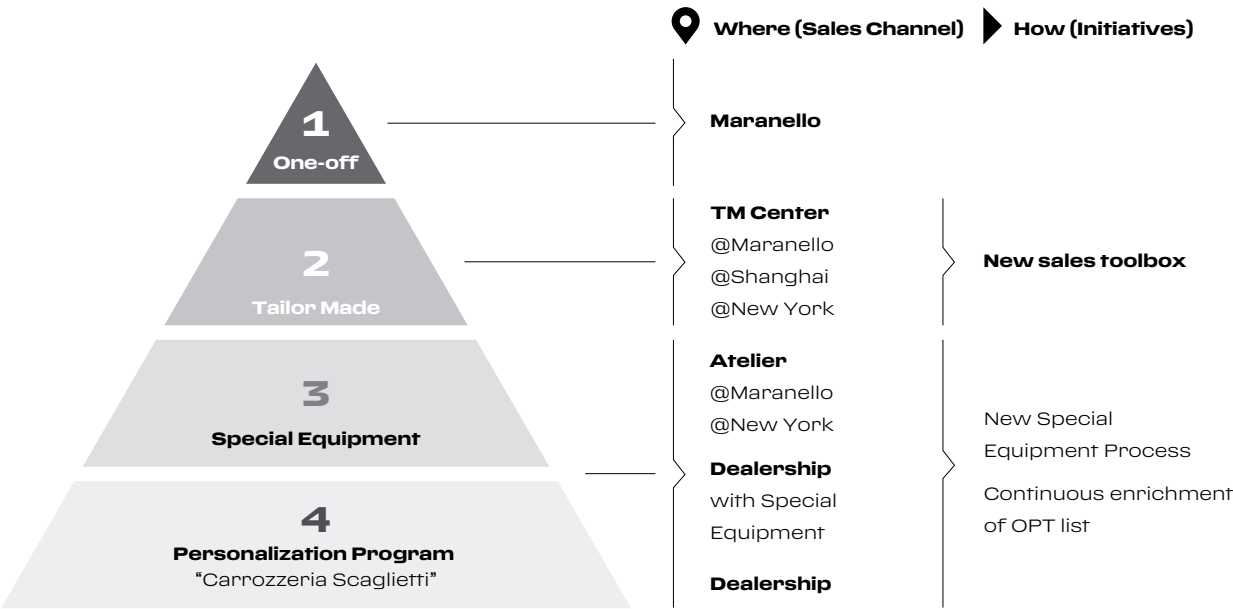 Where (Sales Channel)
How (Initiatives)
1
One-off
Maranello
2
Tailor Made
TM Center
@Maranello
@Shanghai
@New York
New sales toolbox
3
Special Equipment
4
Personalization Program
“Carrozzeria Scaglietti”
Atelier
@Maranello
@New York
Dealership
with Special
Equipment
Dealership
New Special
Equipment Process
Continuous enrichment
of OPT list